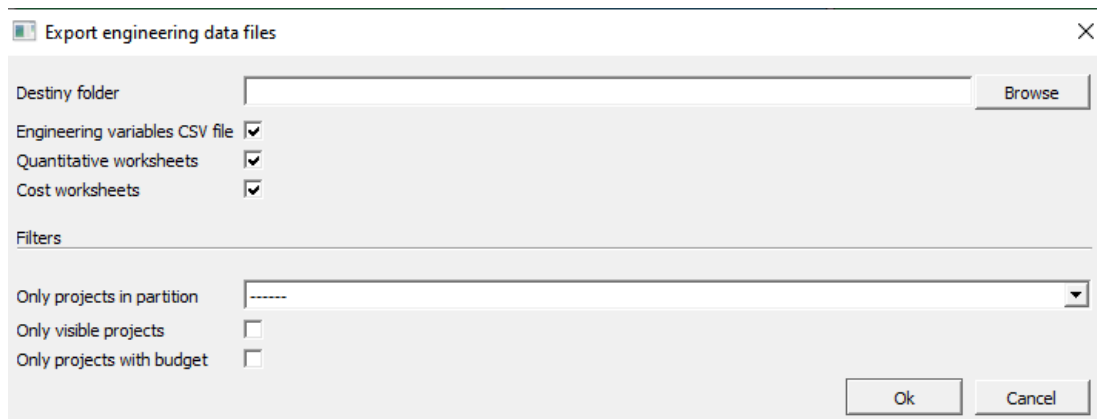 Export engineering data files
Destiny folder
Browse
Engineering variables CSV file
Quantitative worksheets
Cost worksheets
Filters
Only projects in partition
------
Only visible projects
Only projects with budget
Ok
Cancel